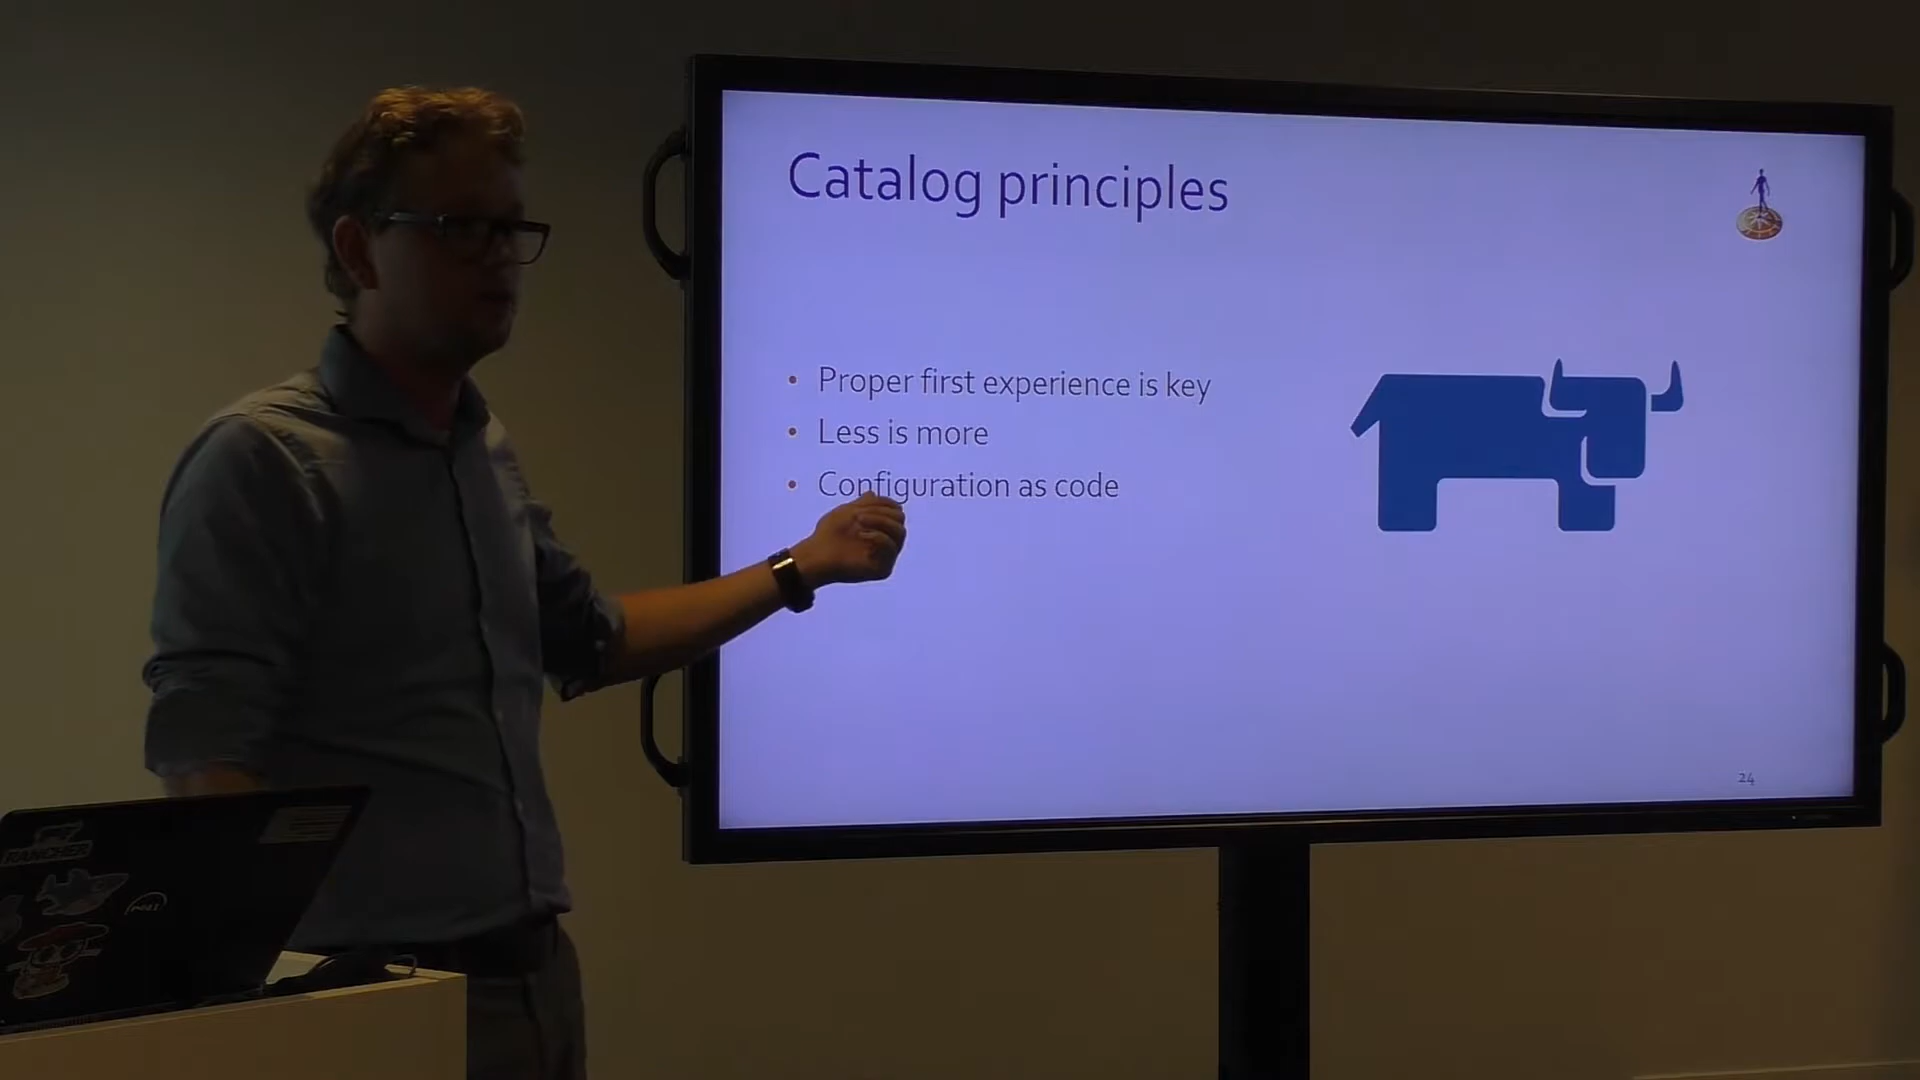 Catalog principles
• Proper first experience is key
• Less is more
• Configuration as code
24
RANCHER